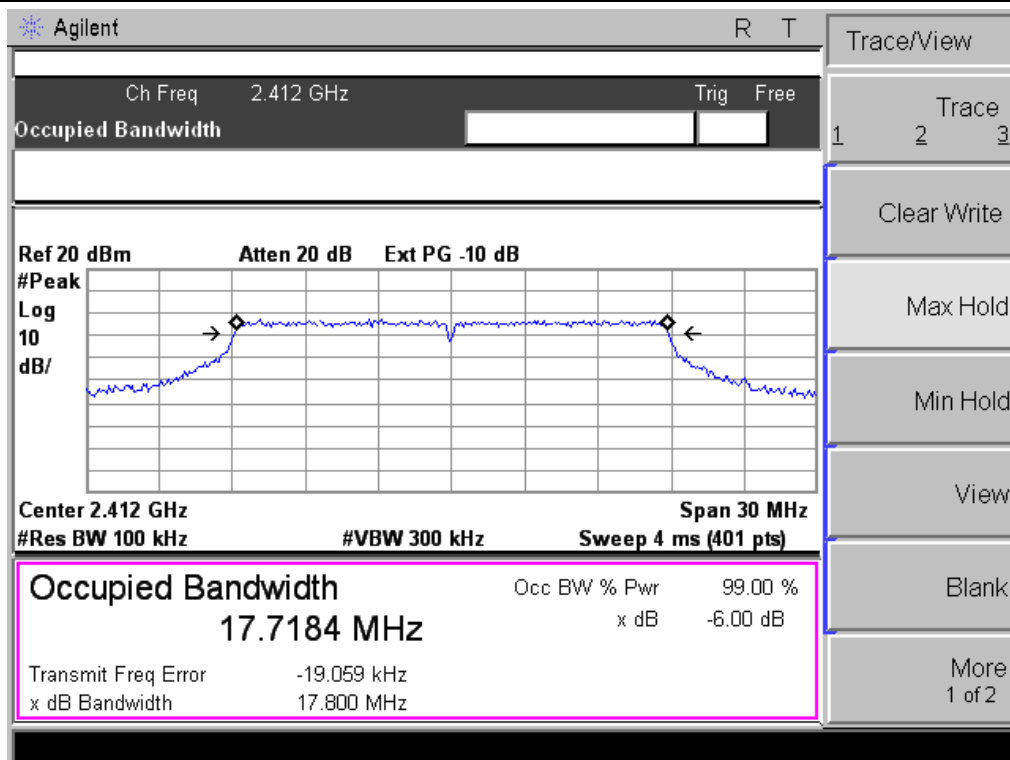 Agilent R T
Trace/View
Ch Freq 2.412 GHz Trig Free
Occupied Bandwidth
Trace
1 2 3
Clear Write
Ref 20 dBm Atten 20 dB Ext PG -10 dB
#Peak
Log
10
dB/
Max Hold
Min Hold
View
Center 2.412 GHz Span 30 MHz
#Res BW 100 kHz #VBW 300 kHz Sweep 4 ms (401 pts)
Occupied Bandwidth Occ BW % Pwr 99.00 %
17.7184 MHz x dB -6.00 dB
Blank
Transmit Freq Error -19.059 kHz
x dB Bandwidth 17.800 MHz
More
1 of 2